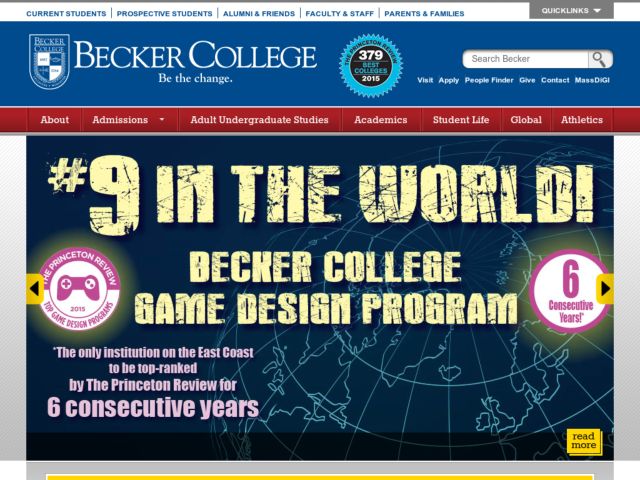 CURRENT STUDENTS PROSPECTIVE STUDENTS ALUMNI & FRIENDS FACULTY & STAFF PARENTS & FAMILIES QUICKLINKS
BECKER
COLLEGE
BECKER COLLEGE
Be the change.
THE PRINCETON REVIEW
379
BEST
COLLEGES
2015
Search Becker
Visit Apply People Finder Give Contact MassDiGI
About Admissions Adult Undergraduate Studies Academics Student Life Global Athletics
#9 IN THE WORLD!
BECKER COLLEGE
GAME DESIGN PROGRAM
THE PRINCETON REVIEW
2015
TOP GAME DESIGN PROGRAMS
6
Consecutive
Years!*
*The only institution on the East Coast
to be top-ranked
by The Princeton Review for
6 consecutive years
read
more